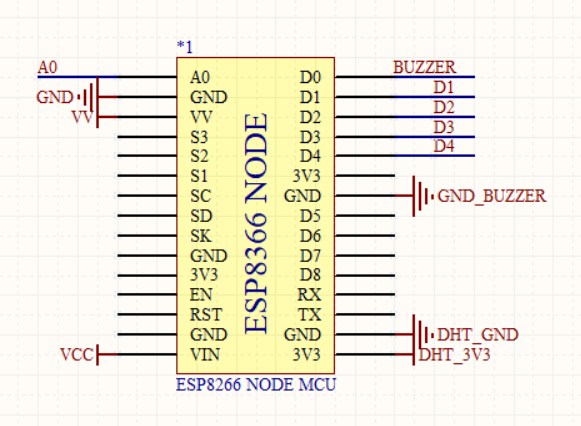 *1
A0
A0
D0
BUZZER
GND
GND
D1
D1
VV
VV
D2
D2
S3
D3
D3
S2
D4
D4
S1
3V3
SC
GND
GND_BUZZER
SD
D5
SK
D6
GND
D7
3V3
D8
EN
RX
RST
TX
GND
GND
DHT_GND
VCC
VIN
3V3
DHT_3V3
ESP8366 NODE
ESP8266 NODE MCU